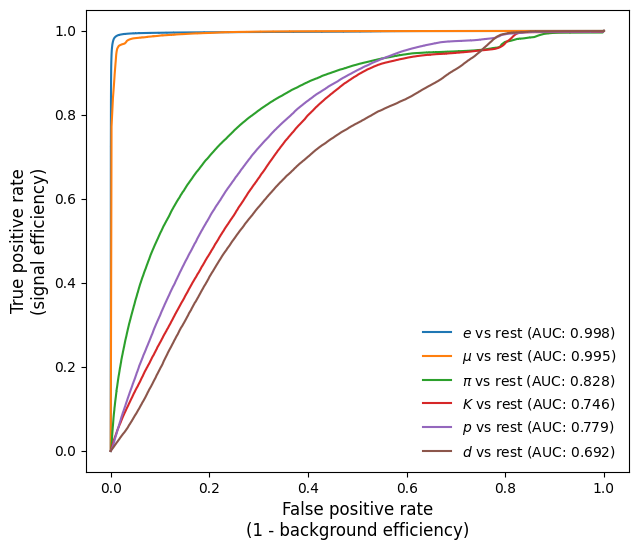 1.0
0.8
0.6
0.4
0.2
0.0
True positive rate
(signal efficiency)
e vs rest (AUC: 0.998)
μ vs rest (AUC: 0.995)
π vs rest (AUC: 0.828)
K vs rest (AUC: 0.746)
p vs rest (AUC: 0.779)
d vs rest (AUC: 0.692)
0.0 0.2 0.4 0.6 0.8 1.0
False positive rate
(1 - background efficiency)